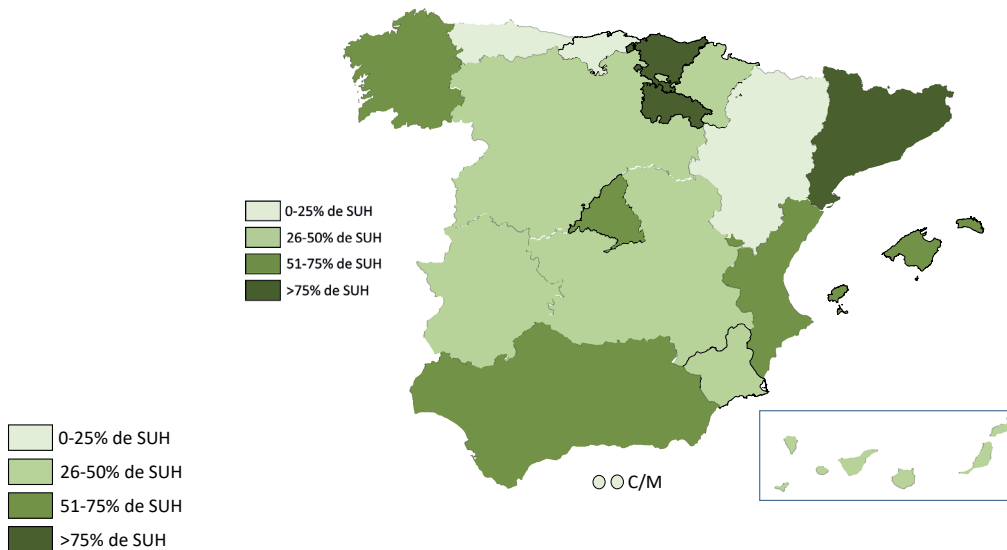 0-25% de SUH
26-50% de SUH
51-75% de SUH
>75% de SUH
0-25% de SUH
26-50% de SUH
51-75% de SUH
>75% de SUH
C/M